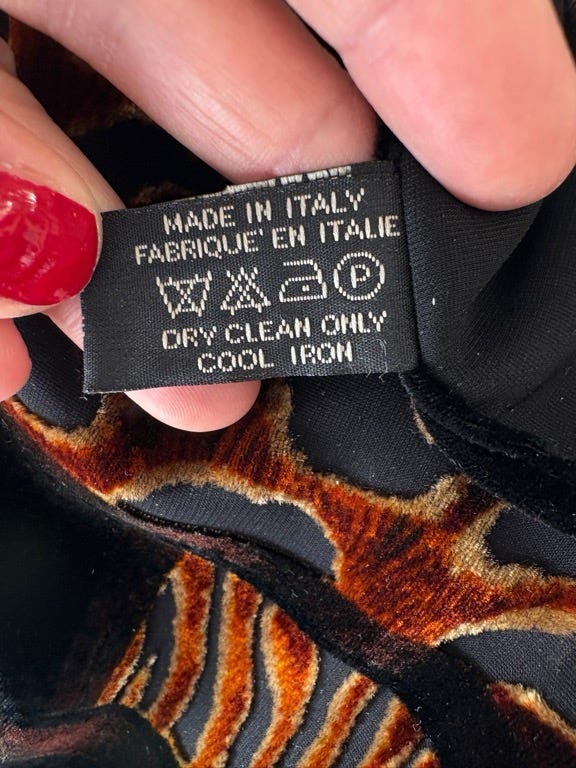 MADE IN ITALY
FABRIQUE' EN ITALIE
P
DRY CLEAN ONLY
COOL IRON